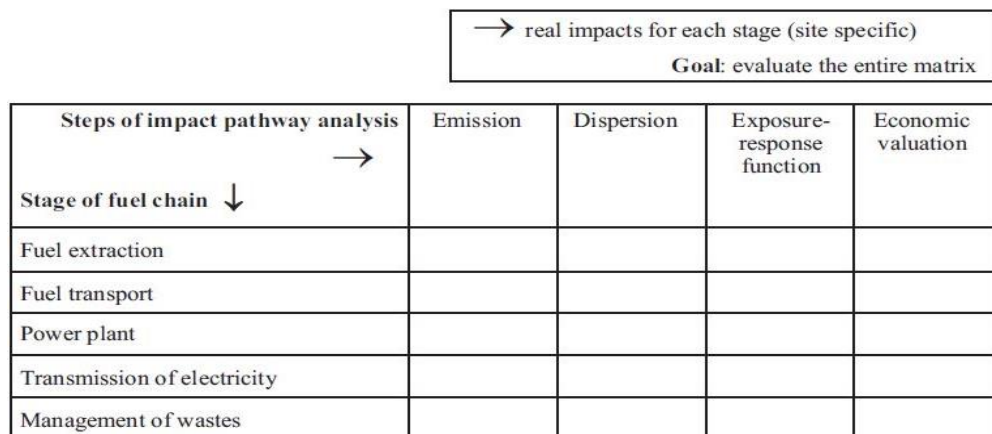 → real impacts for each stage (site specific)
Goal: evaluate the entire matrix
Steps of impact pathway analysis
→
Stage of fuel chain ↓
Emission
Dispersion
Exposure-
response
function
Economic
valuation
Fuel extraction
Fuel transport
Power plant
Transmission of electricity
Management of wastes